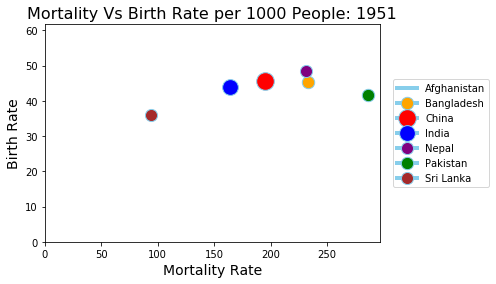 Mortality Vs Birth Rate per 1000 People: 1951
60
50
40
30
20
10
0
Birth Rate
0 50 100 150 200 250
Mortality Rate
Afghanistan
Bangladesh
China
India
Nepal
Pakistan
Sri Lanka